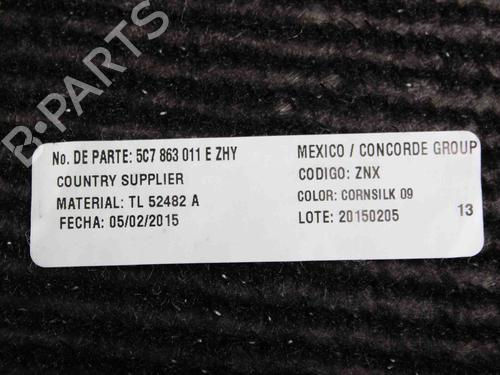 B-PARTS
No. DE PARTE: 5C7 863 011 E ZHY
COUNTRY SUPPLIER
MATERIAL: TL 52482 A
FECHA: 05/02/2015
MEXICO / CONCORDE GROUP
CODIGO: ZNX
COLOR: CORNSILK 09
LOTE: 20150205
13